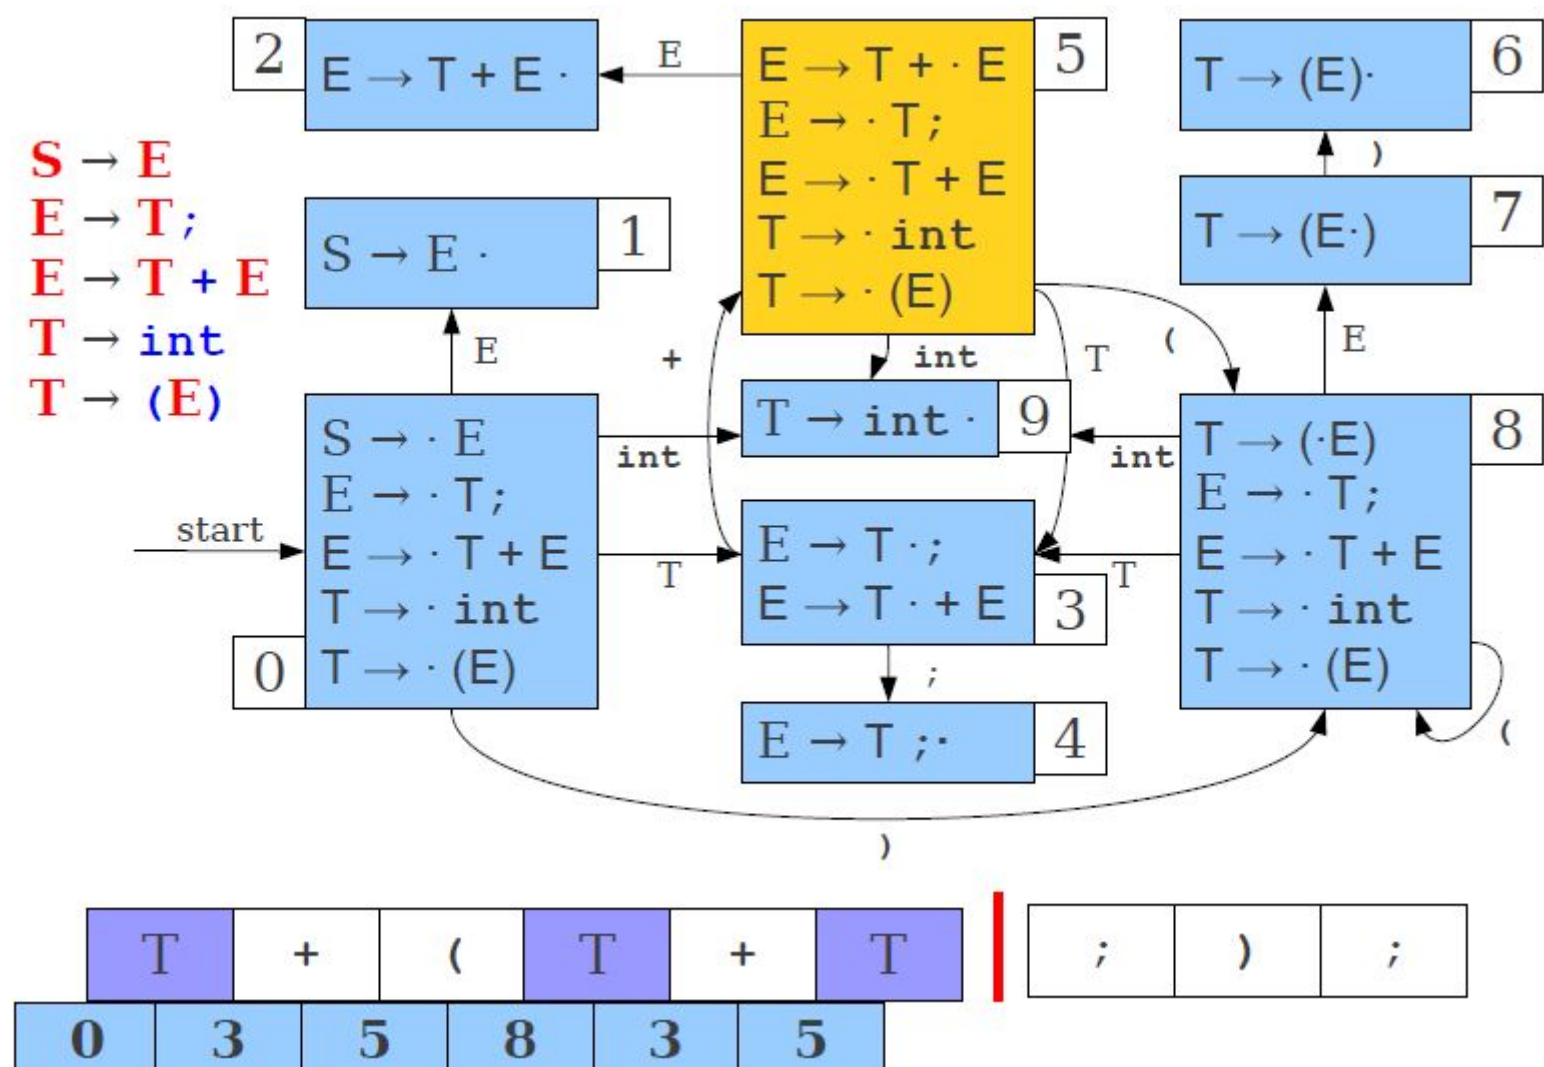 S → E
E → T ;
E → T + E
T → int
T → (E)
2
E → T + E ·
E
E → T + · E
E → · T ;
E → · T + E
T → · int
T → · (E)
5
T → (E)·
6
)
T → (E·)
7
S → E ·
1
E
+
int
T
(
E
start
S → · E
E → · T ;
E → · T + E
T → · int
T → · (E)
0
int
T → int ·
9
int
T → (·E)
E → · T ;
E → · T + E
T → · int
T → · (E)
8
T
E → T · ;
E → T · + E
3
T
;
(
E → T ;·
4
)
T + ( T + T ; ) ;
0 3 5 8 3 5